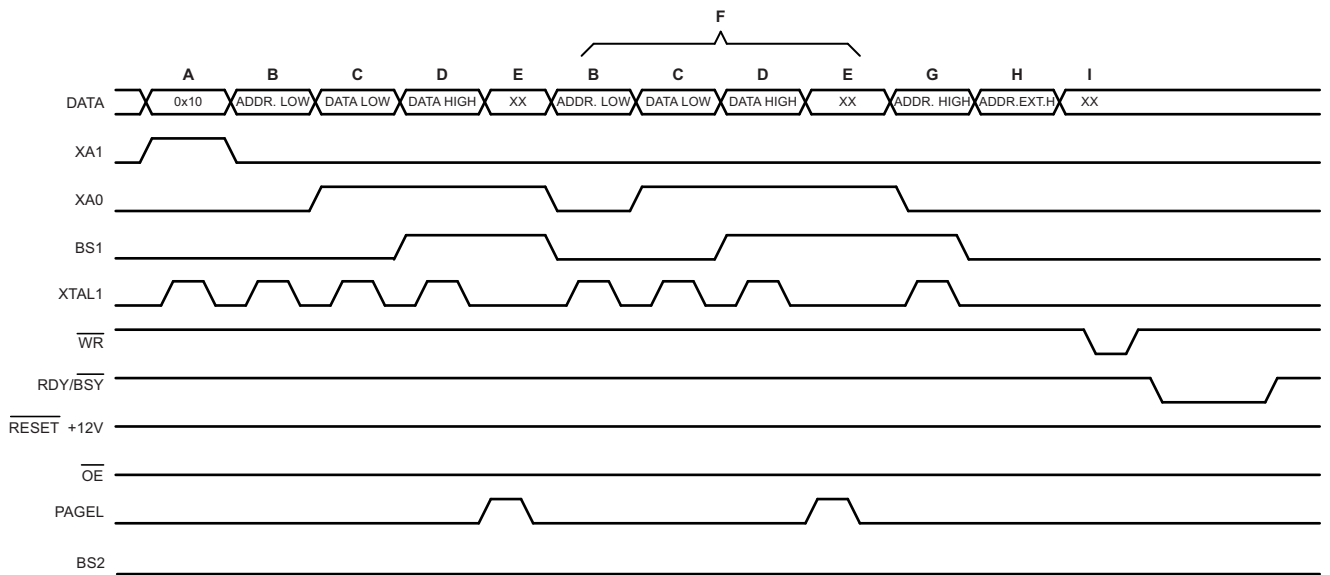 F
A B C D E B C D E G H I
DATA 0x10 ADDR. LOW DATA LOW DATA HIGH XX ADDR. LOW DATA LOW DATA HIGH XX ADDR. HIGH ADDR.EXT.H XX
XA1
XA0
BS1
XTAL1
WR
RDY/BSY
RESET +12V
OE
PAGEL
BS2